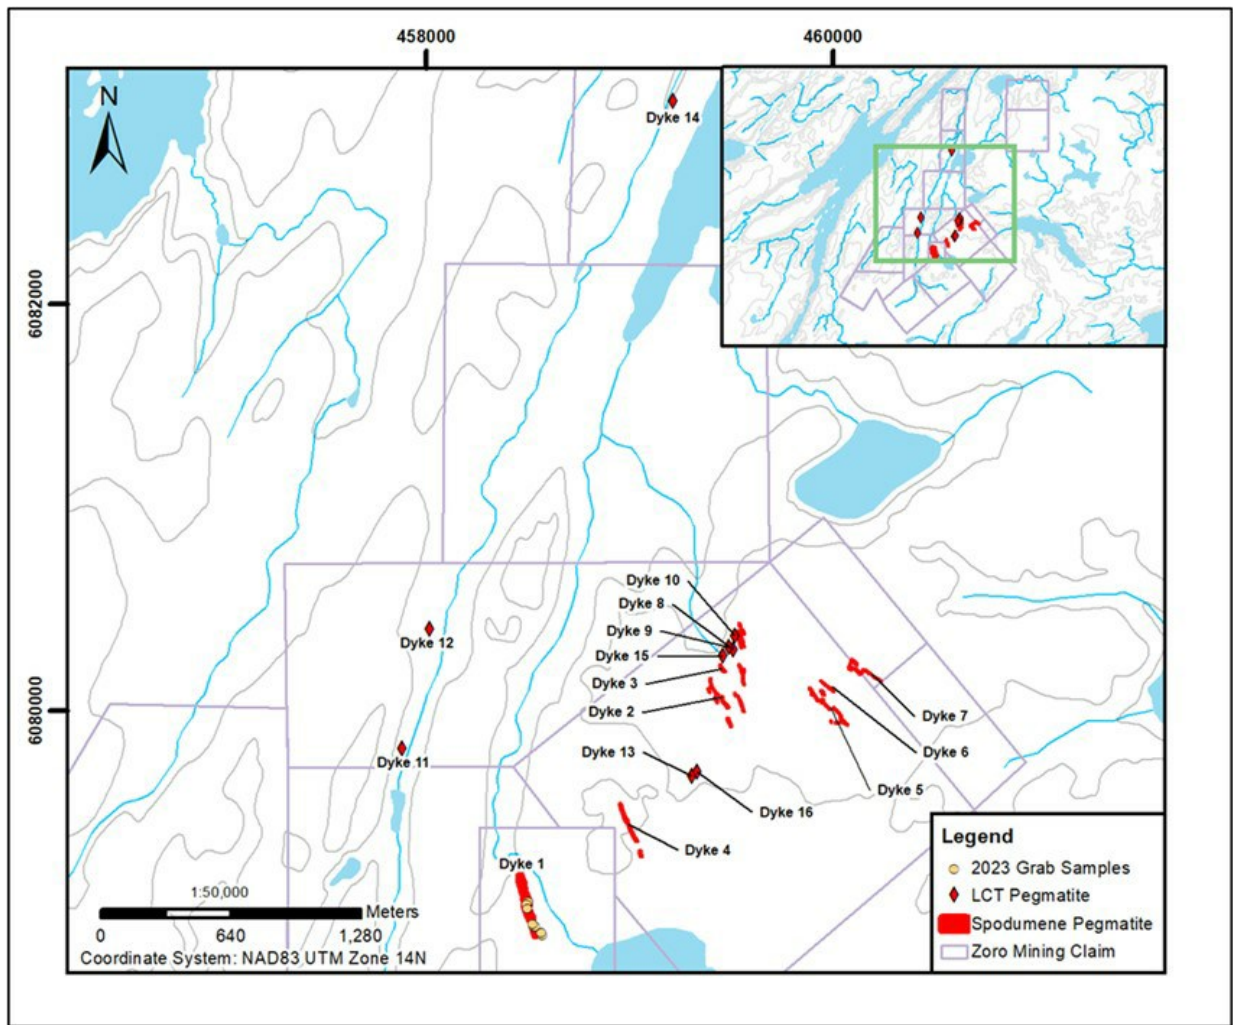 458000
460000
N
Dyke 14
6082000
Dyke 10
Dyke 8
Dyke 9
Dyke 12
Dyke 15
Dyke 3
Dyke 2
6080000
Dyke 7
Dyke 13
Dyke 6
Dyke 11
Dyke 5
Dyke 16
Dyke 4
Dyke 1
Legend
2023 Grab Samples
LCT Pegmatite
Spodumene Pegmatite
Zoro Mining Claim
1:50,000
Meters
0 640 1,280
Coordinate System: NAD83 UTM Zone 14N